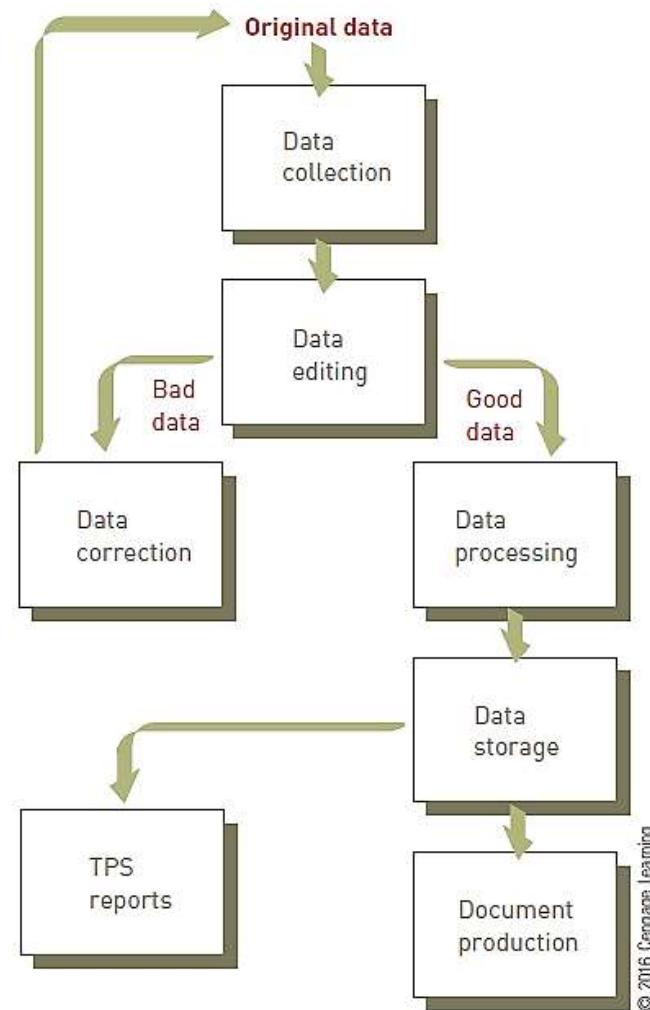 Original data
Data
collection
Data
editing
Bad
data
Good
data
Data
correction
Data
processing
Data
storage
TPS
reports
Document
production
© 2016 Cengage Learning